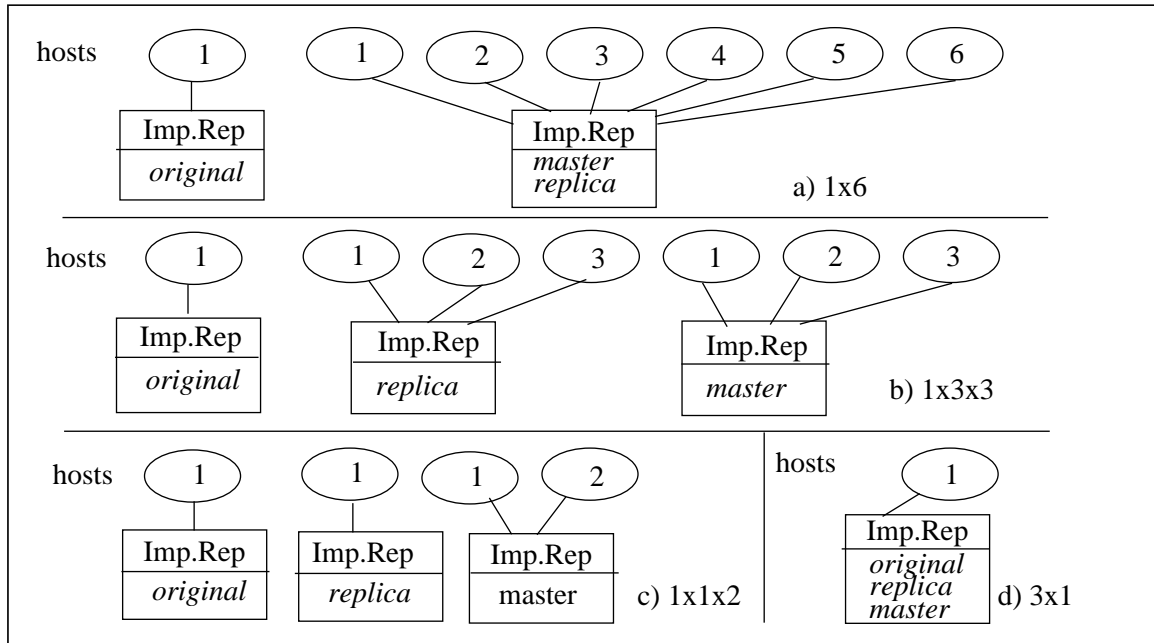 hosts 1 1 2 3 4 5 6
Imp.Rep Imp.Rep
original master
replica
a) 1x6
hosts 1 1 2 3 1 2 3
Imp.Rep Imp.Rep Imp.Rep
original replica master b) 1x3x3
hosts 1 1 1 2
Imp.Rep Imp.Rep Imp.Rep
original replica master c) 1x1x2
hosts 1
Imp.Rep
original
replica
master d) 3x1